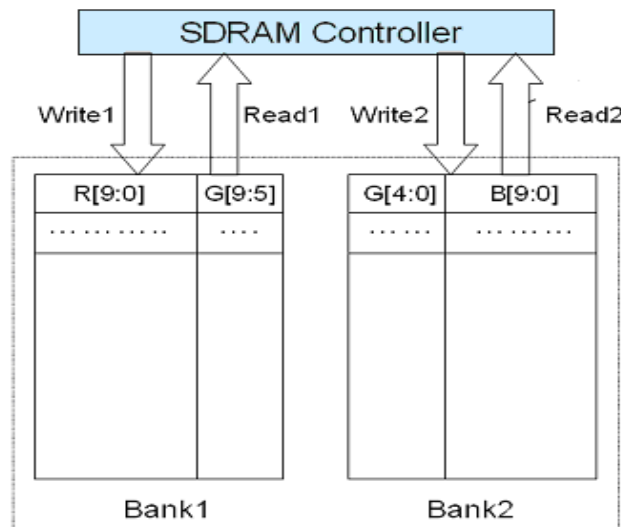 SDRAM Controller
Write1 Read1 Write2 Read2
R[9:0] G[9:5] G[4:0] B[9:0]
... ... ... .. .... ... ... ... ... ...
Bank1 Bank2